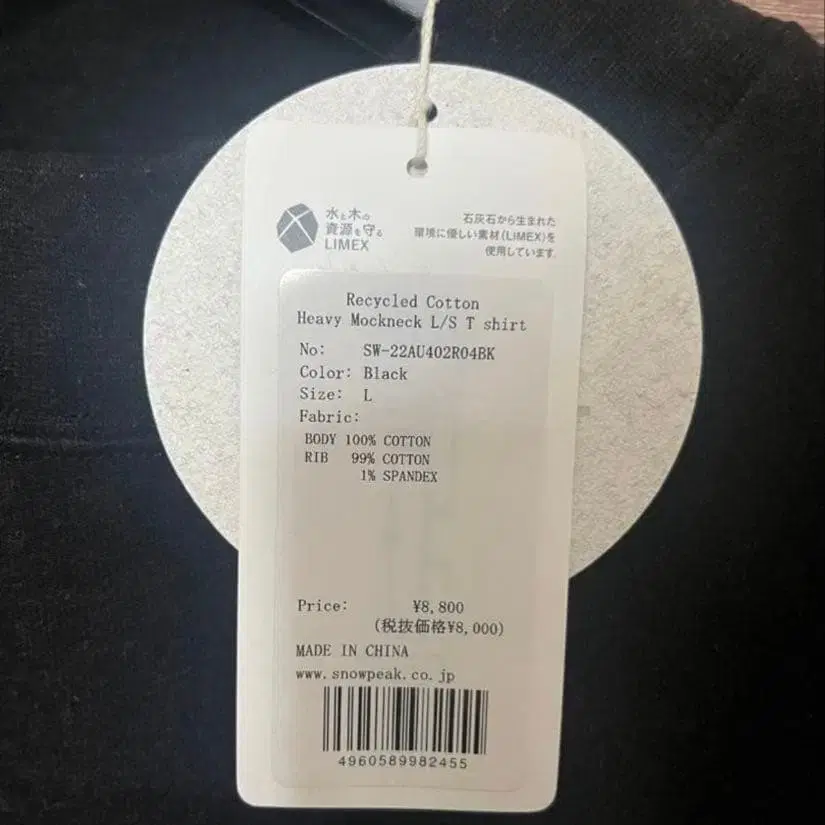 水と木の
資源を守る
LIMEX
石灰石から生まれた
環境に優しい素材(LIMEX)を
使用しています
Recycled Cotton
Heavy Mockneck L/S T shirt
No: SW-22AU402R04BK
Color: Black
Size: L
Fabric:
BODY 100% COTTON
RIB 99% COTTON
1% SPANDEX
Price: ¥8,800
(税抜価格¥8,000)
MADE IN CHINA
www.snowpeak.co.jp
4960589982455